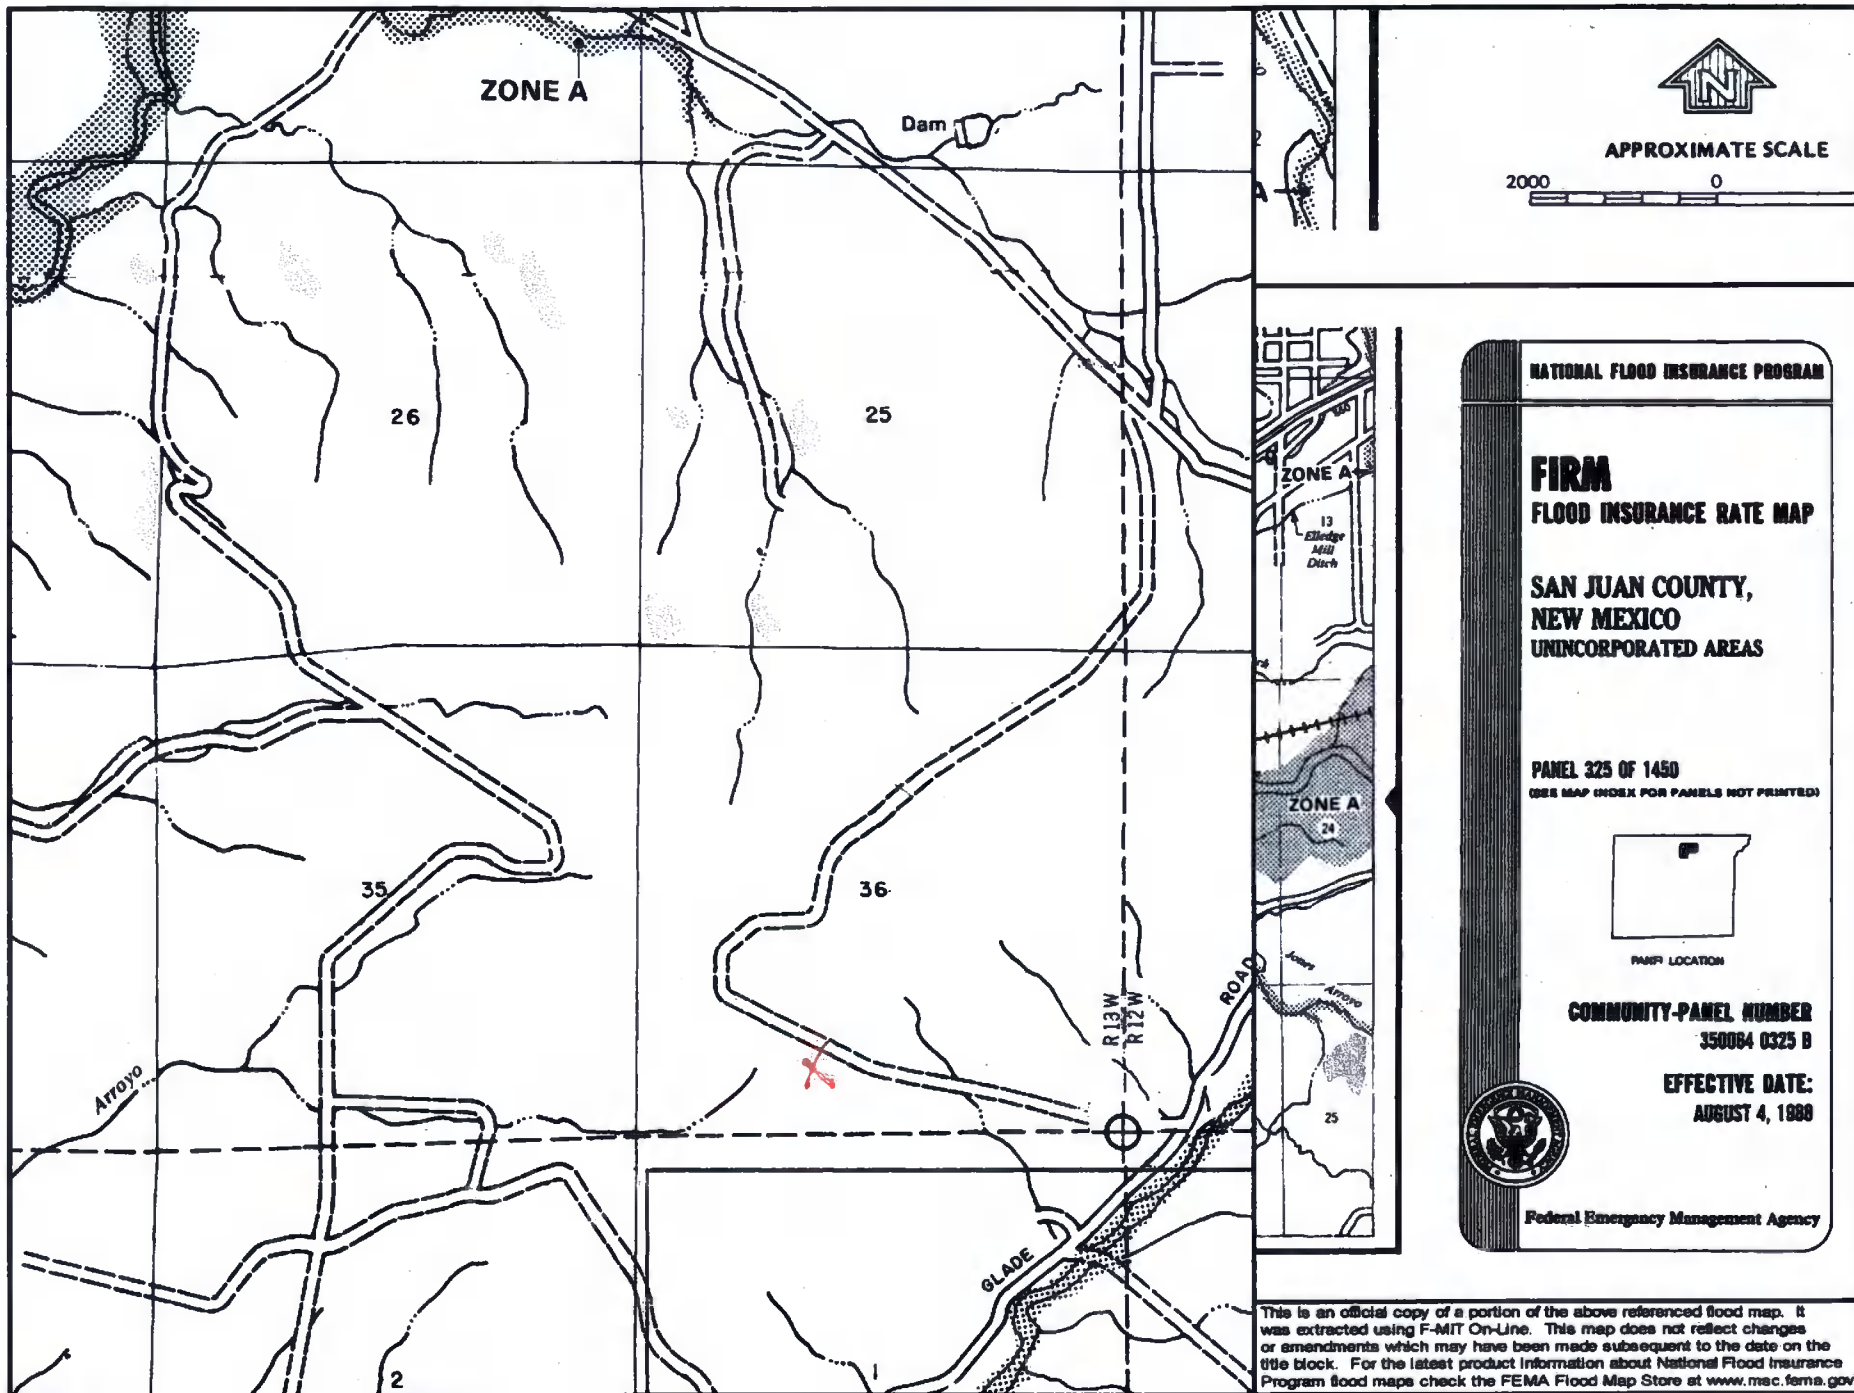 ZONE A
Dam
26
25
35
36
Arroyo
R13W
R12W
GLADE
ROAD
2
1
N
APPROXIMATE SCALE
2000 0
A
ZONE A
13
Elledge
Mill
Ditch
ZONE A
24
Jones
Arroyo
25
NATIONAL FLOOD INSURANCE PROGRAM
FIRM
FLOOD INSURANCE RATE MAP
SAN JUAN COUNTY,
NEW MEXICO
UNINCORPORATED AREAS
PANEL 325 OF 1450
(SEE MAP INDEX FOR PANELS NOT PRINTED)
PANEL LOCATION
COMMUNITY-PANEL NUMBER
350064 0325 B
EFFECTIVE DATE:
AUGUST 4, 1988
Federal Emergency Management Agency
This is an official copy of a portion of the above referenced flood map. It
was extracted using F-MIT On-Line. This map does not reflect changes
or amendments which may have been made subsequent to the date on the
title block. For the latest product information about National Flood Insurance
Program flood maps check the FEMA Flood Map Store at www.msc.fema.gov